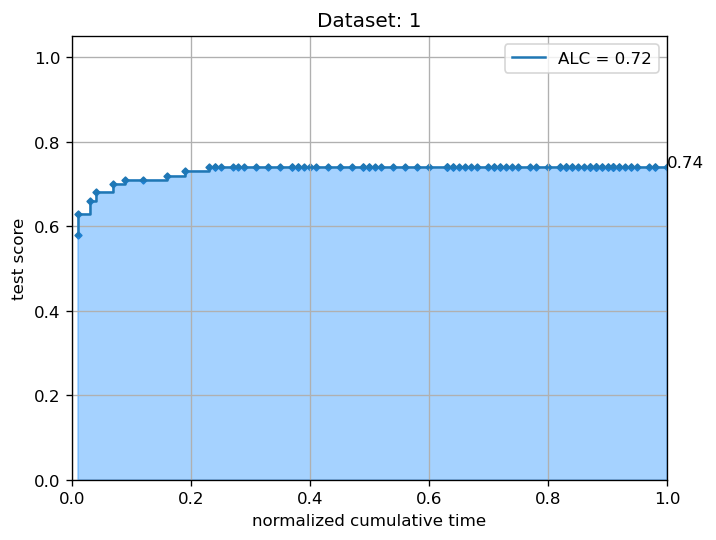 Dataset: 1
ALC = 0.72
1.0
0.8
0.6
0.4
0.2
0.0
test score
0.74
0.0 0.2 0.4 0.6 0.8 1.0
normalized cumulative time